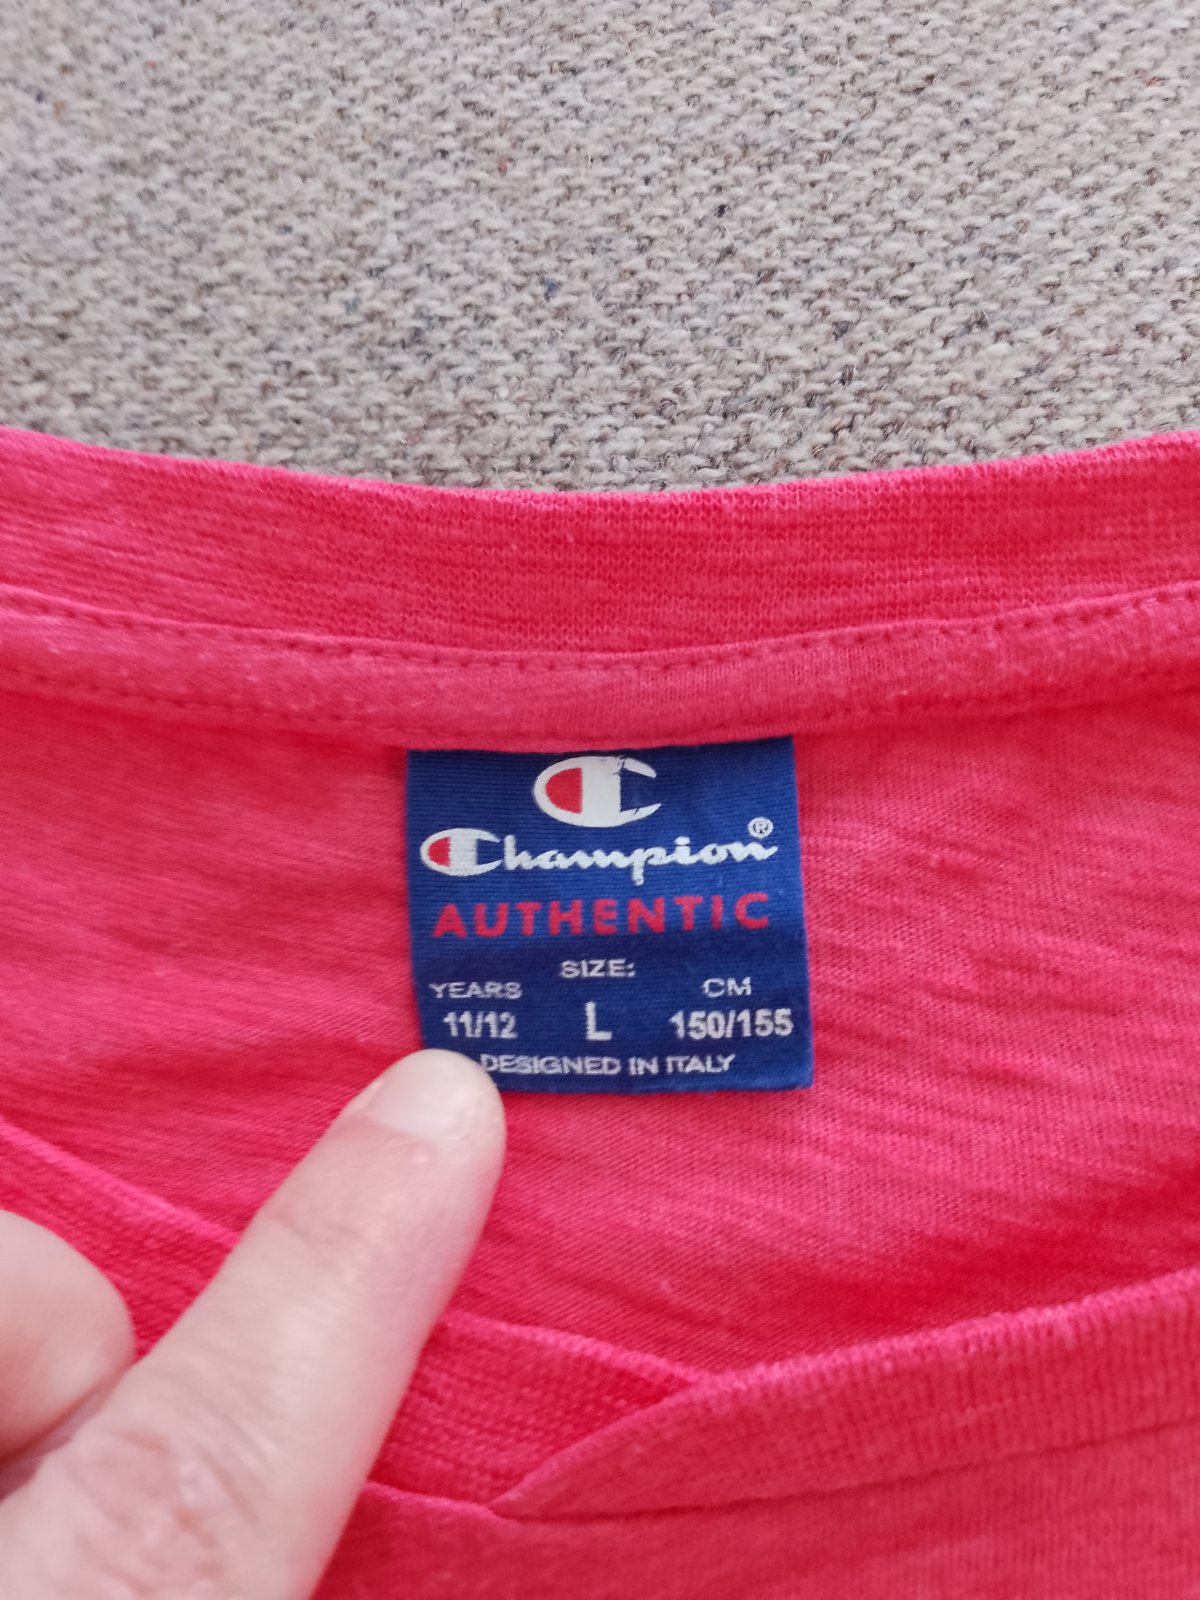 Champion®
AUTHENTIC
SIZE:
YEARS CM
11/12 L 150/155
DESIGNED IN ITALY